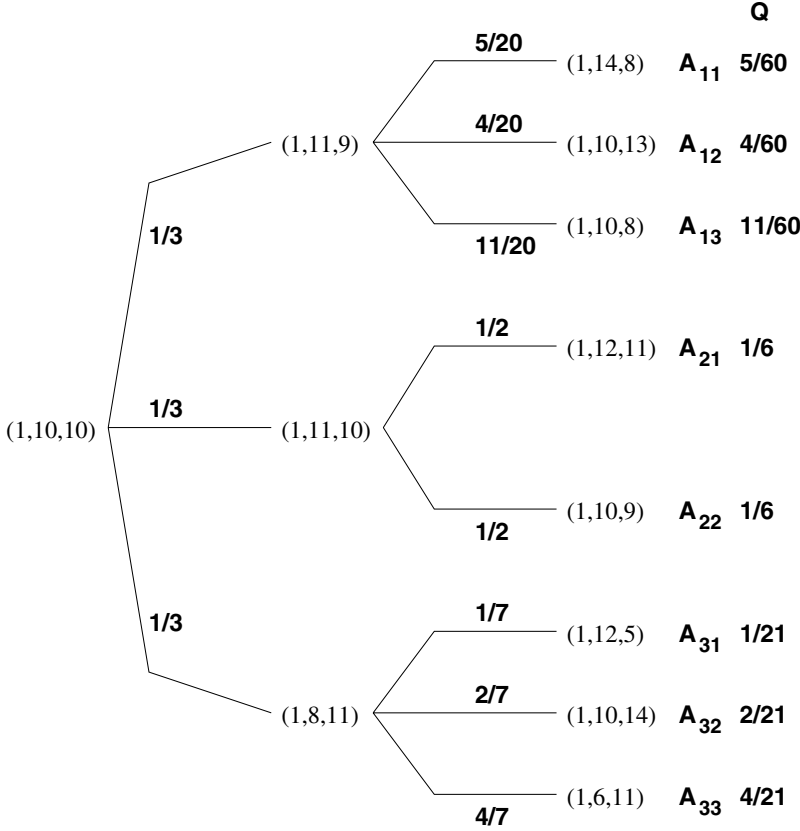 Q
5/20
(1,14,8) A11 5/60
4/20
(1,11,9) (1,10,13) A12 4/60
1/3
(1,10,8) A13 11/60
11/20
1/2
(1,12,11) A21 1/6
1/3
(1,10,10) (1,11,10)
(1,10,9) A22 1/6
1/2
1/3
1/7
(1,12,5) A31 1/21
2/7
(1,8,11) (1,10,14) A32 2/21
(1,6,11) A33 4/21
4/7